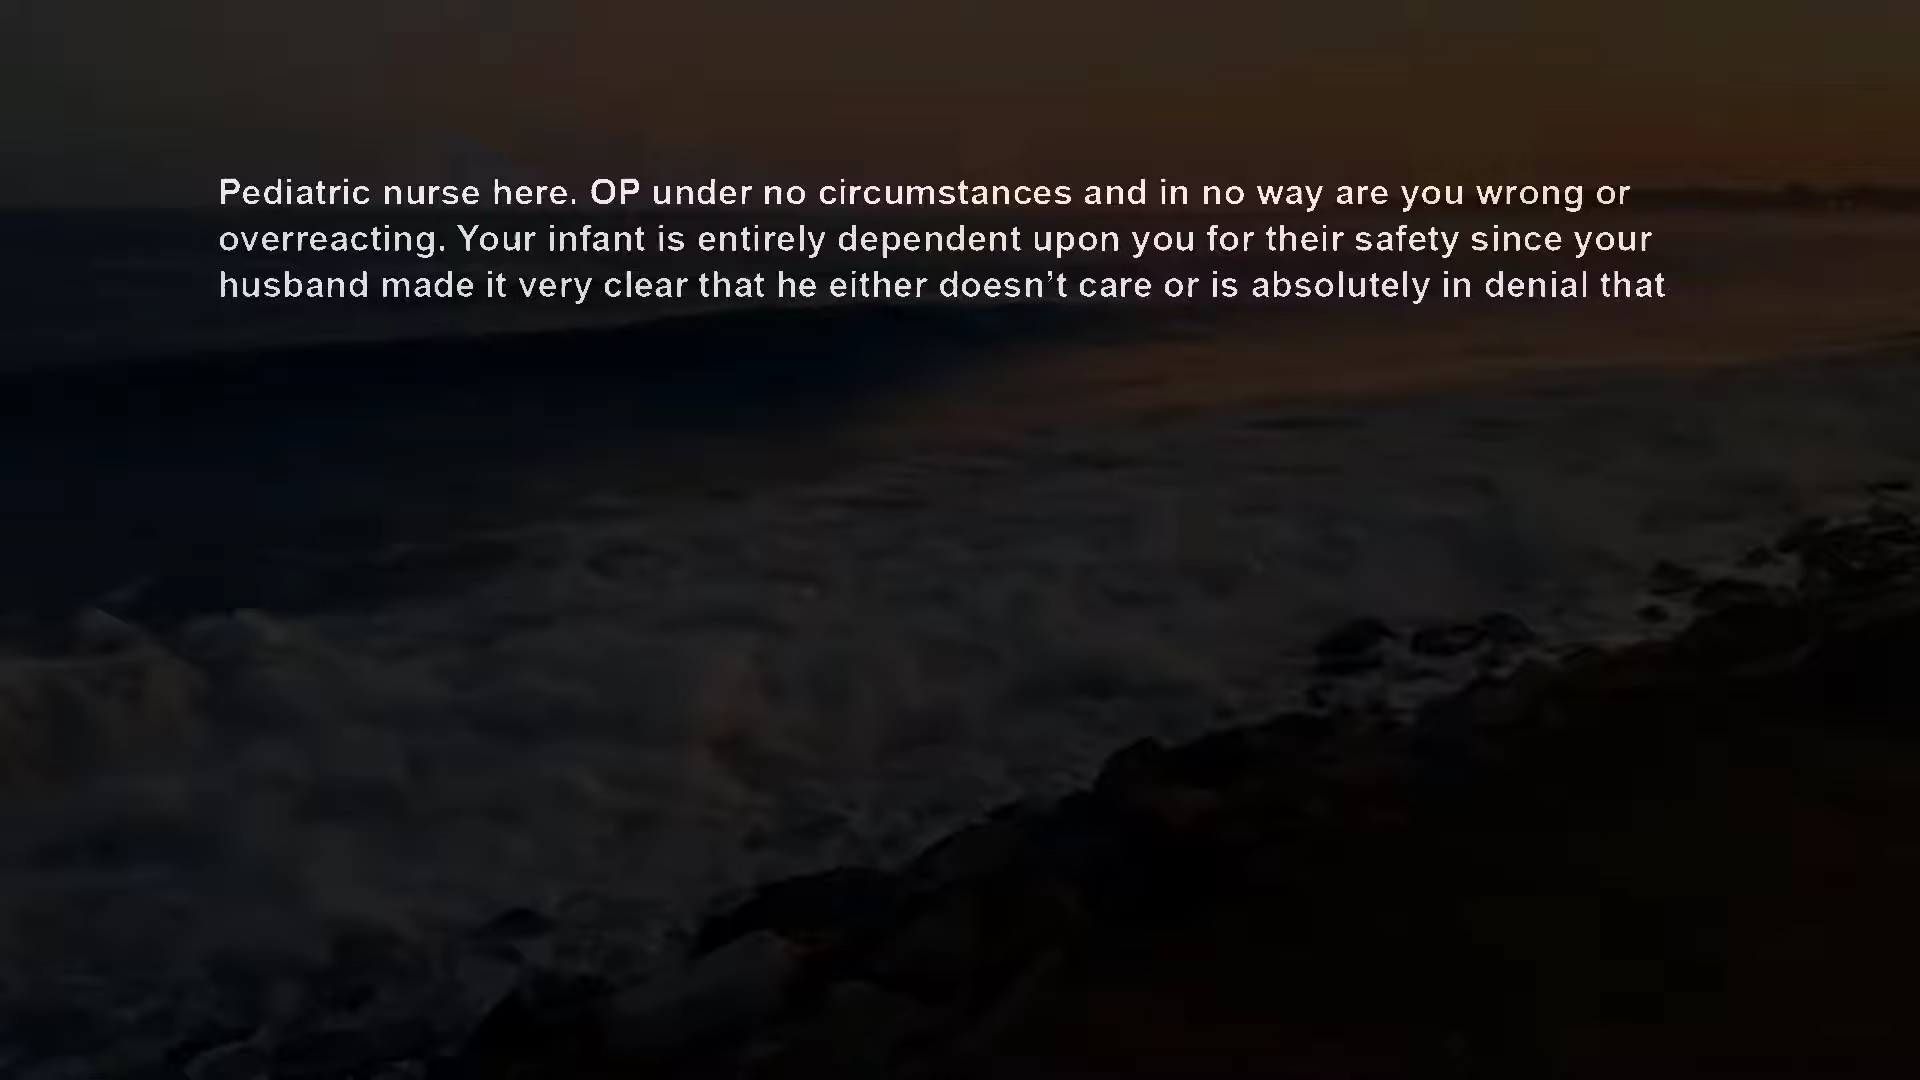 Pediatric nurse here. OP under no circumstances and in no way are you wrong or
overreacting. Your infant is entirely dependent upon you for their safety since your
husband made it very clear that he either doesn’t care or is absolutely in denial that